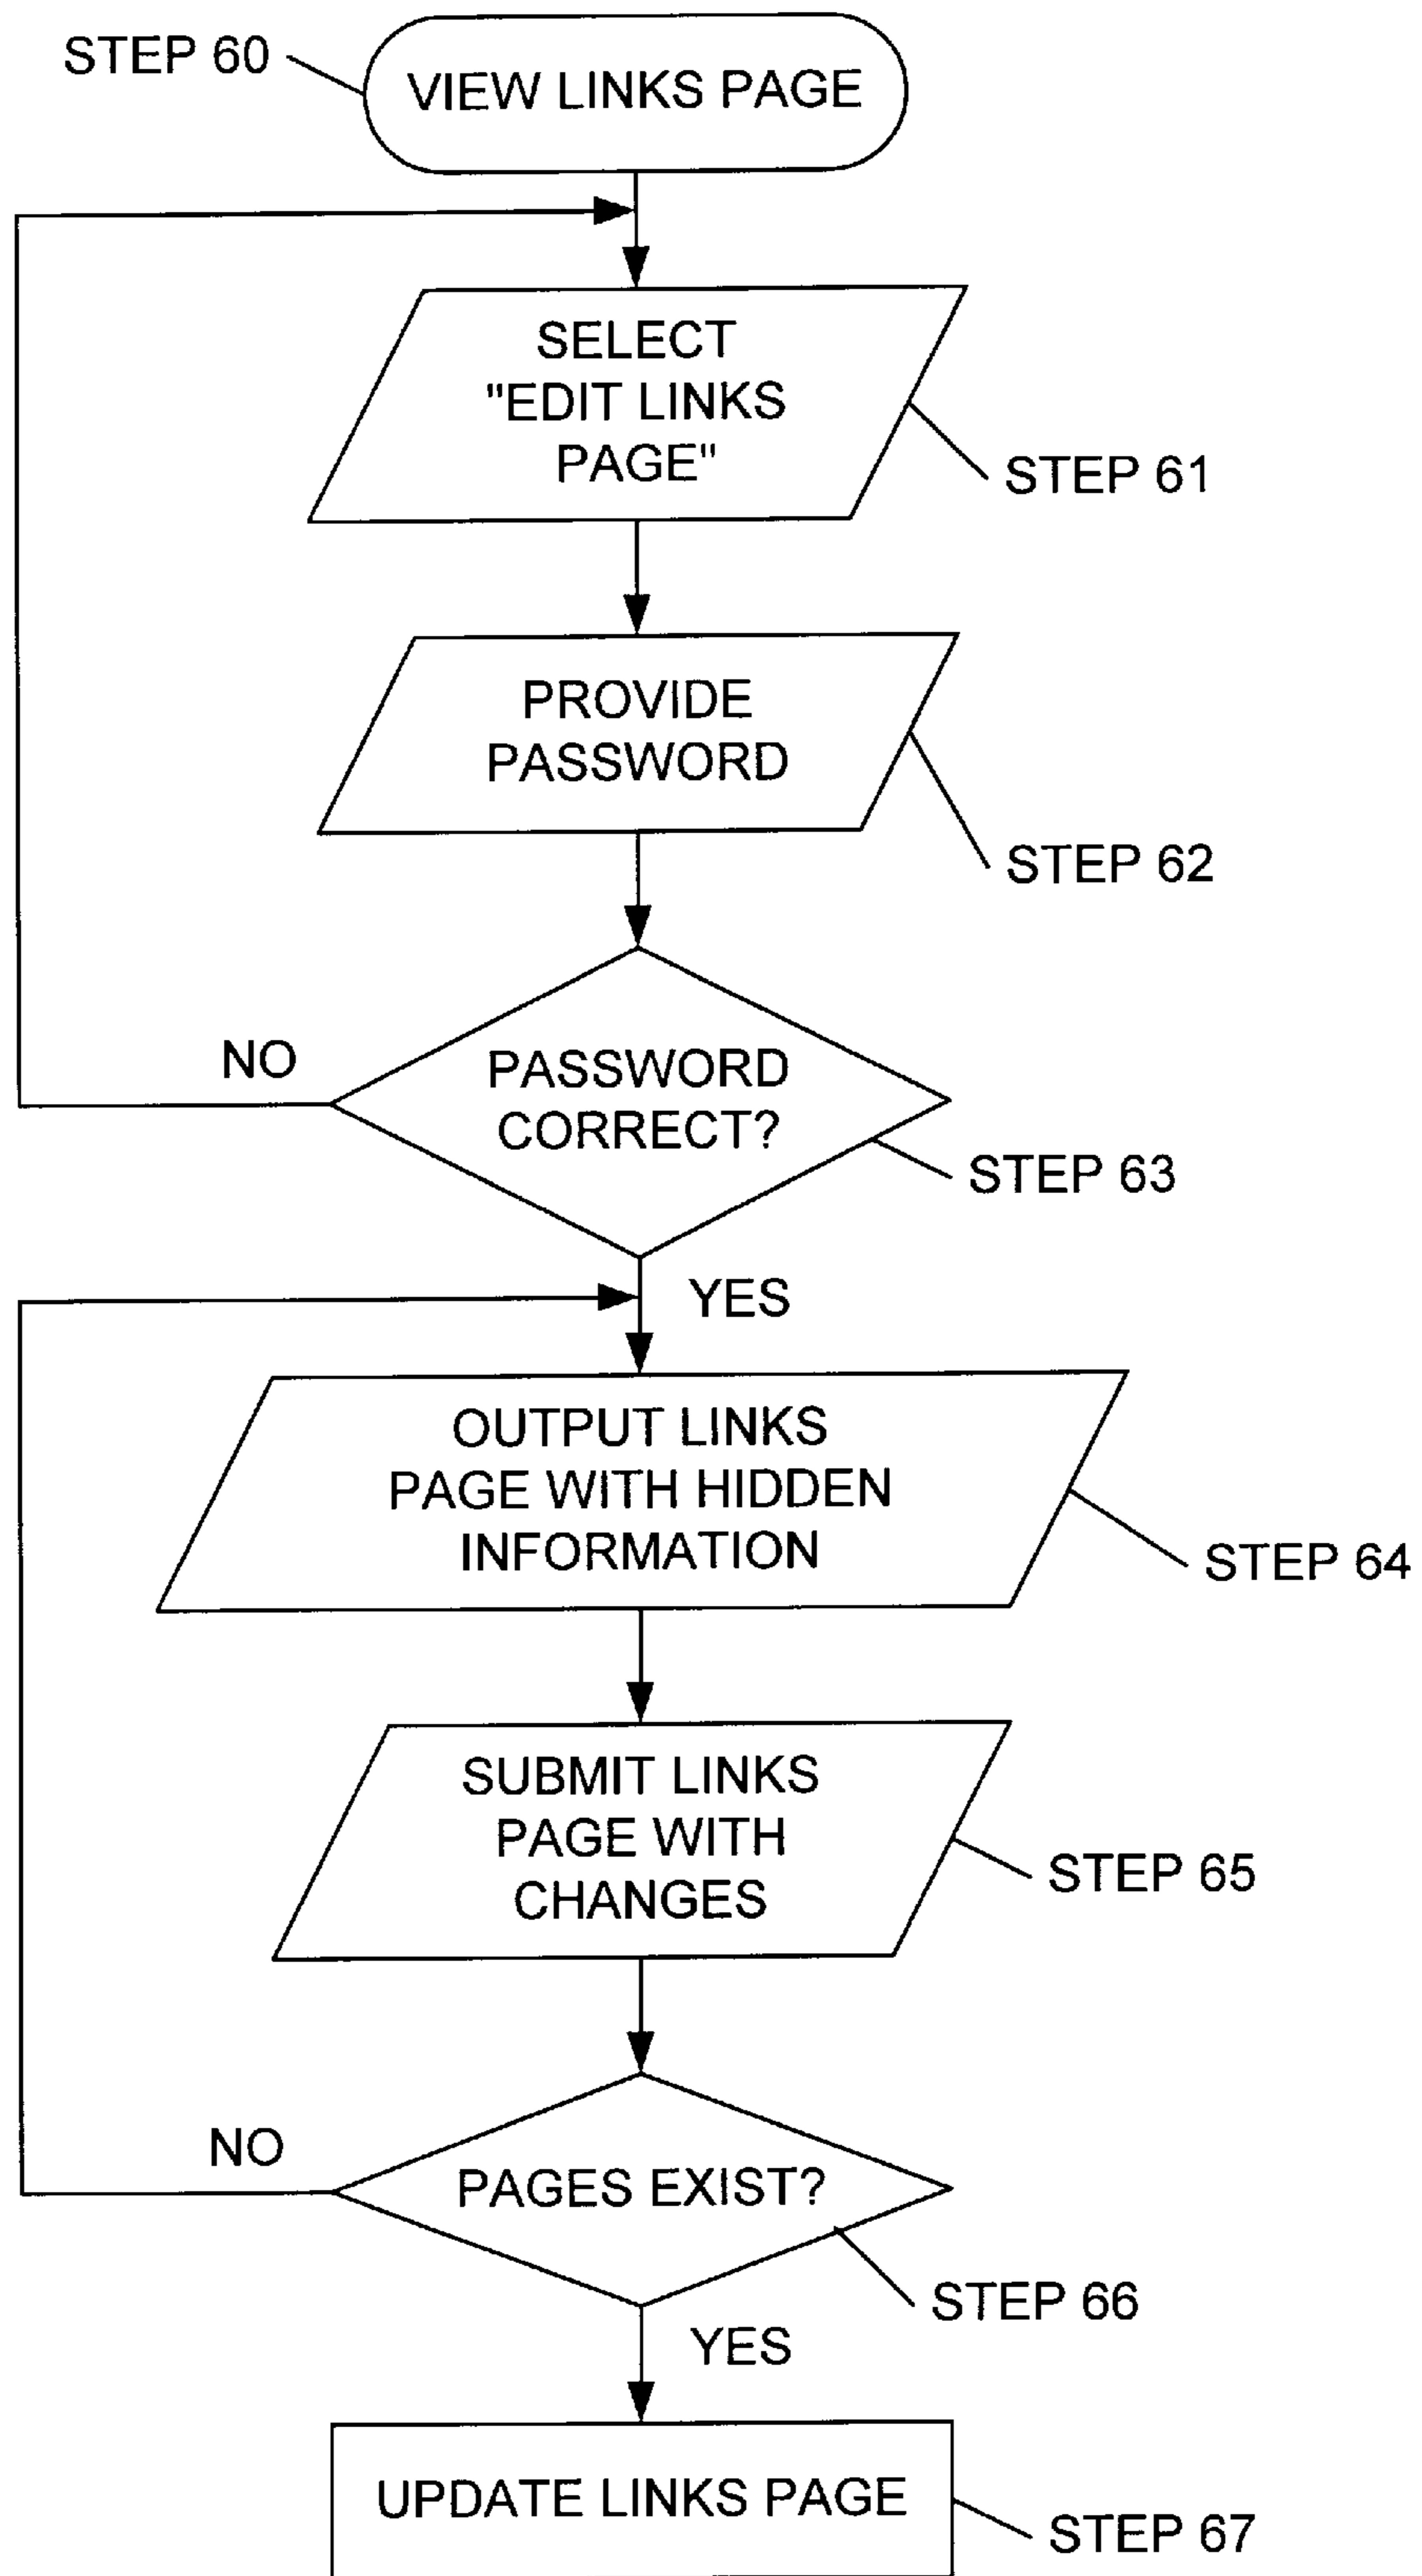 STEP 60
VIEW LINKS PAGE
SELECT
"EDIT LINKS
PAGE"
STEP 61
PROVIDE
PASSWORD
STEP 62
NO
PASSWORD
CORRECT?
STEP 63
YES
OUTPUT LINKS
PAGE WITH HIDDEN
INFORMATION
STEP 64
SUBMIT LINKS
PAGE WITH
CHANGES
STEP 65
NO
PAGES EXIST?
STEP 66
YES
UPDATE LINKS PAGE
STEP 67